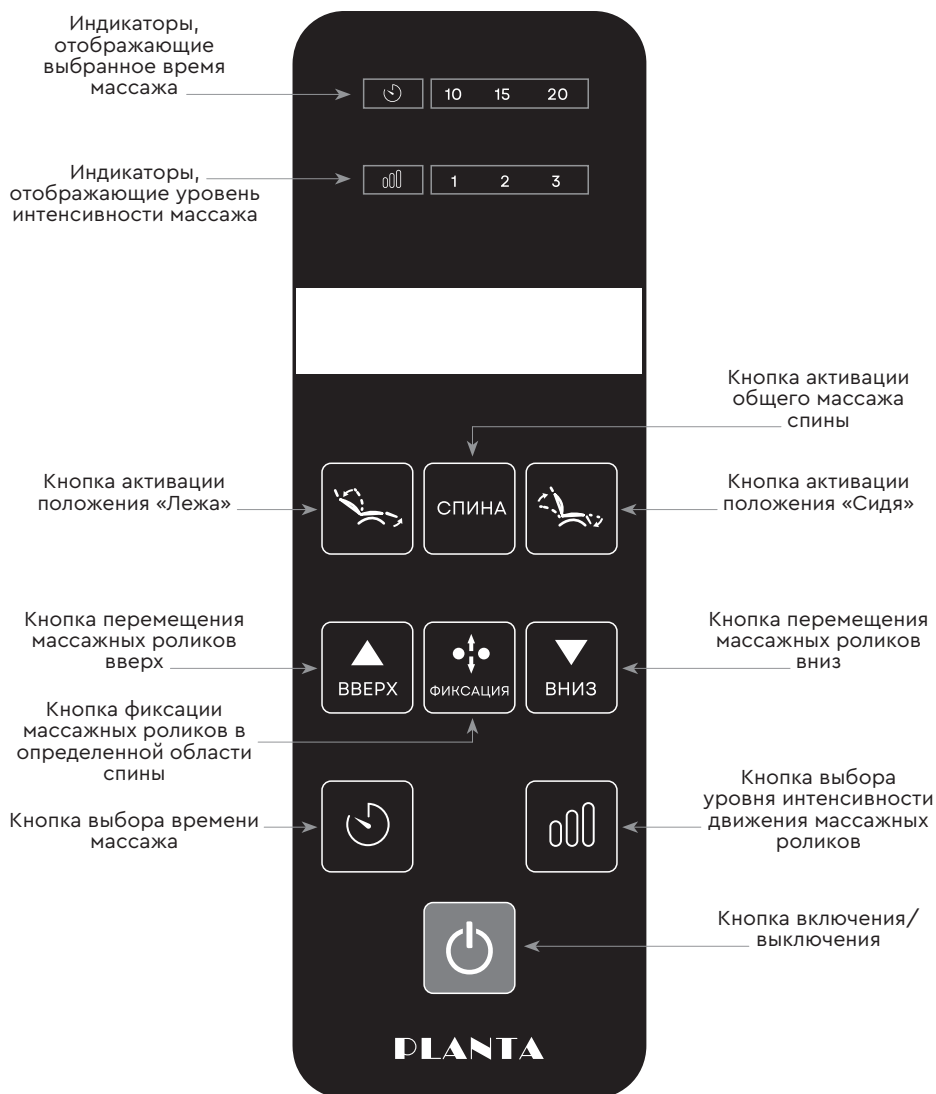 Индикаторы,
отображающие
выбранное время
массажа
10 15 20
Индикаторы,
отображающие уровень
интенсивности массажа
1 2 3
Кнопка активации
общего массажа
спины
Кнопка активации
положения «Лежа»
СПИНА
Кнопка активации
положения «Сидя»
Кнопка перемещения
массажных роликов
вверх
ВВЕРХ
ФИКСАЦИЯ
ВНИЗ
Кнопка перемещения
массажных роликов
вниз
Кнопка фиксации
массажных роликов в
определенной области
спины
Кнопка выбора времени
массажа
Кнопка выбора
уровня интенсивности
движения массажных
роликов
Кнопка включения/
выключения
PLANTA